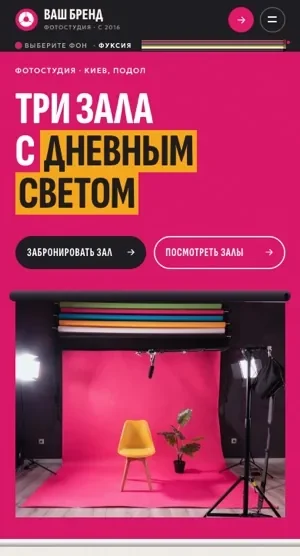 ВАШ БРЕНД
ФОТОСТУДИЯ · С 2016
ВЫБЕРИТЕ ФОН · ФУКСИЯ
ФОТОСТУДИЯ · КИЕВ, ПОДОЛ
ТРИ ЗАЛА
С ДНЕВНЫМ
СВЕТОМ
ЗАБРОНИРОВАТЬ ЗАЛ →
ПОСМОТРЕТЬ ЗАЛЫ →